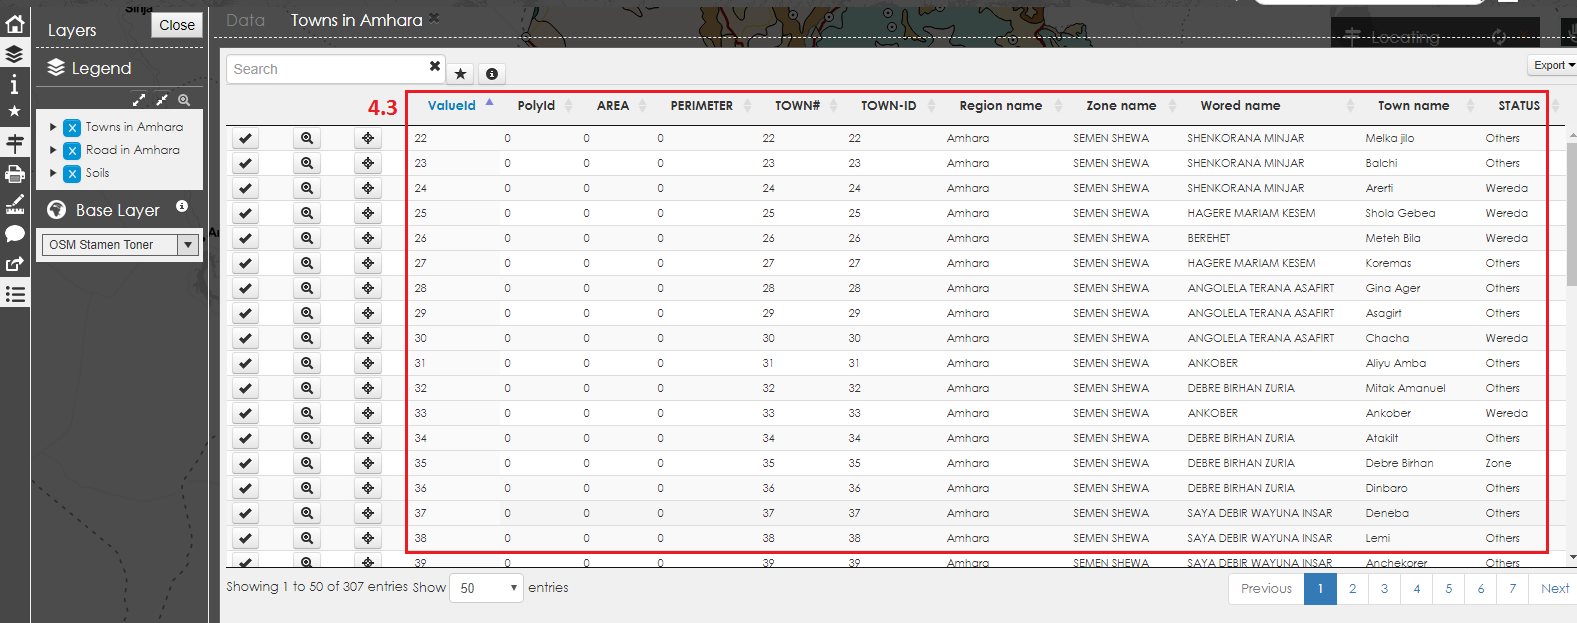 Sinja
Layers
Close
Legend
Towns in Amhara
Road in Amhara
Soils
Base Layer
OSM Stamen Toner
Data Towns in Amhara
Locating
Search
Export
4.3
ValueId PolyId AREA PERIMETER TOWN# TOWN-ID Region name Zone name Wored name Town name STATUS
22 0 0 0 22 22 Amhara SEMEN SHEWA SHENKORANA MINJAR Melka jilo Others
23 0 0 0 23 23 Amhara SEMEN SHEWA SHENKORANA MINJAR Balchi Others
24 0 0 0 24 24 Amhara SEMEN SHEWA SHENKORANA MINJAR Arerti Wereda
25 0 0 0 25 25 Amhara SEMEN SHEWA HAGERE MARIAM KESEM Shola Gebea Wereda
26 0 0 0 26 26 Amhara SEMEN SHEWA BEREHET Meteh Bila Wereda
27 0 0 0 27 27 Amhara SEMEN SHEWA HAGERE MARIAM KESEM Koremas Others
28 0 0 0 28 28 Amhara SEMEN SHEWA ANGOLELA TERANA ASAFIRT Gina Ager Others
29 0 0 0 29 29 Amhara SEMEN SHEWA ANGOLELA TERANA ASAFIRT Asagirt Others
30 0 0 0 30 30 Amhara SEMEN SHEWA ANGOLELA TERANA ASAFIRT Chacha Wereda
31 0 0 0 31 31 Amhara SEMEN SHEWA ANKOBER Aliyu Amba Others
32 0 0 0 32 32 Amhara SEMEN SHEWA DEBRE BIRHAN ZURIA Mitak Amanuel Others
33 0 0 0 33 33 Amhara SEMEN SHEWA ANKOBER Ankober Wereda
34 0 0 0 34 34 Amhara SEMEN SHEWA DEBRE BIRHAN ZURIA Atakilt Others
35 0 0 0 35 35 Amhara SEMEN SHEWA DEBRE BIRHAN ZURIA Debre Birhan Zone
36 0 0 0 36 36 Amhara SEMEN SHEWA DEBRE BIRHAN ZURIA Dinbaro Others
37 0 0 0 37 37 Amhara SEMEN SHEWA SAYA DEBIR WAYUNA INSAR Deneba Others
38 0 0 0 38 38 Amhara SEMEN SHEWA SAYA DEBIR WAYUNA INSAR Lemi Others
39 0 0 0 39 39 Amhara SEMEN SHEWA SAYA DEBIR WAYUNA INSAR Anchekorer Others
Showing 1 to 50 of 307 entries Show 50 entries
Previous 1 2 3 4 5 6 7 Next